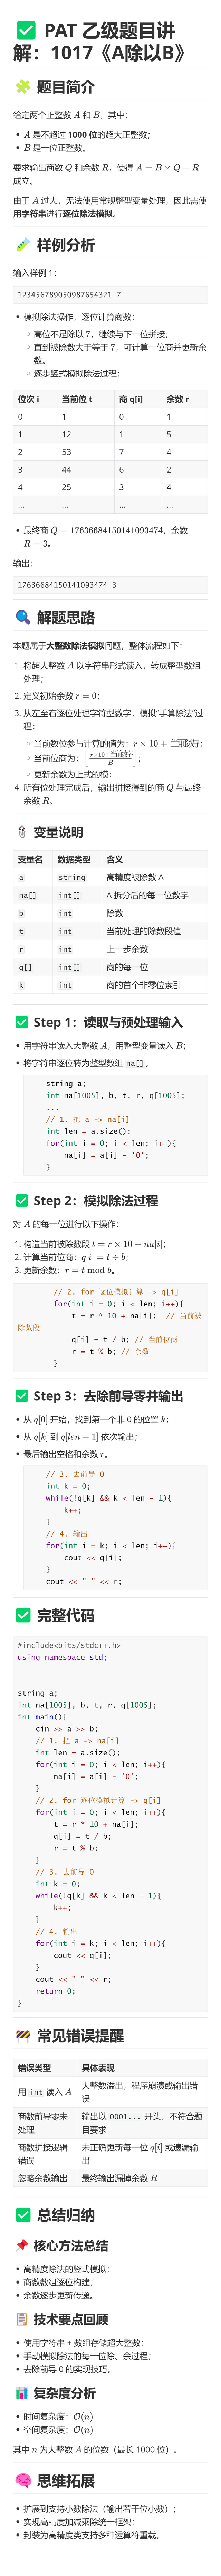 ✅ PAT 乙级题目讲
解：1017《A除以B》
🧩 题目简介
给定两个正整数 A 和 B，其中：
• A 是不超过 1000 位的超大正整数；
• B 是一位正整数。
要求输出商数 Q 和余数 R，使得 A = B × Q + R
成立。
由于 A 过大，无法使用常规整型变量处理，因此需使
用字符串进行逐位除法模拟。
🧪 样例分析
输入样例 1：
123456789050987654321 7
• 模拟除法操作，逐位计算商数：
◦ 高位不足除以 7，继续与下一位拼接；
◦ 直到被除数大于等于 7，可计算一位商并更新余
数。
◦ 逐步竖式模拟除法过程：
位次 i 当前位 t 商 q[i] 余数 r
0 1 0 1
1 12 1 5
2 53 7 4
3 44 6 2
4 25 3 4
... ... ... ...
• 最终商 Q = 17636684150141093474，余数
R = 3。
输出：
17636684150141093474 3
🔍 解题思路
本题属于大整数除法模拟问题，整体流程如下：
1. 将超大整数 A 以字符串形式读入，转成整型数组
处理；
2. 定义初始余数 r = 0；
3. 从左至右逐位处理字符型数字，模拟“手算除法”过
程：
◦ 当前数位参与计算的值为：r × 10 + 当前数字；
◦ 当前位商为：⌊(r×10+当前数字)/B⌋；
◦ 更新余数为上式的模；
4. 所有位处理完成后，输出拼接得到的商 Q 与最终
余数 R。
🧷 变量说明
变量名 数据类型 含义
a string 高精度被除数 A
na[] int[] A 拆分后的每一位数字
b int 除数
t int 当前处理的除数段值
r int 上一步余数
q[] int[] 商的每一位
k int 商的首个非零位索引
✅ Step 1：读取与预处理输入
• 用字符串读入大整数 A，用整型变量读入 B；
• 将字符串逐位转为整型数组 na[]。
string a;
int na[1005], b, t, r, q[1005];
...
// 1. 把 a -> na[i]
int len = a.size();
for(int i = 0; i < len; i++){
na[i] = a[i] - '0';
}
✅ Step 2：模拟除法过程
对 A 的每一位进行以下操作：
1. 构造当前被除数段 t = r × 10 + na[i]；
2. 计算当前位商：q[i] = t ÷ b；
3. 更新余数：r = t mod b。
// 2. for 逐位模拟计算 -> q[i]
for(int i = 0; i < len; i++){
t = r * 10 + na[i]; // 当前被
除数段
q[i] = t / b; // 当前位商
r = t % b; // 余数
}
✅ Step 3：去除前导零并输出
• 从 q[0] 开始，找到第一个非 0 的位置 k；
• 从 q[k] 到 q[len − 1] 依次输出；
• 最后输出空格和余数 r。
// 3. 去前导 0
int k = 0;
while(!q[k] && k < len - 1){
k++;
}
// 4. 输出
for(int i = k; i < len; i++){
cout << q[i];
}
cout << " " << r;
✅ 完整代码
#include<bits/stdc++.h>
using namespace std;
string a;
int na[1005], b, t, r, q[1005];
int main(){
cin >> a >> b;
// 1. 把 a -> na[i]
int len = a.size();
for(int i = 0; i < len; i++){
na[i] = a[i] - '0';
}
// 2. for 逐位模拟计算 -> q[i]
for(int i = 0; i < len; i++){
t = r * 10 + na[i];
q[i] = t / b;
r = t % b;
}
// 3. 去前导 0
int k = 0;
while(!q[k] && k < len - 1){
k++;
}
// 4. 输出
for(int i = k; i < len; i++){
cout << q[i];
}
cout << " " << r;
return 0;
}
🚧 常见错误提醒
错误类型 具体表现
用 int 读入 A 大整数溢出，程序崩溃或输出错
误
商数前导零未
处理 输出以 0001... 开头，不符合题
目要求
商数拼接逻辑
错误 未正确更新每一位 q[i] 或遗漏输
出
忽略余数输出 最终输出漏掉余数 R
✅ 总结归纳
📌 核心方法总结
• 高精度除法的竖式模拟；
• 商数数组逐位构建；
• 余数逐步更新传递。
📋 技术要点回顾
• 使用字符串 + 数组存储超大整数；
• 手动模拟除法的每一位除、余过程；
• 去除前导 0 的实现技巧。
📊 复杂度分析
• 时间复杂度：O(n)
• 空间复杂度：O(n)
其中 n 为大整数 A 的位数（最长 1000 位）。
🧠 思维拓展
• 扩展到支持小数除法（输出若干位小数）；
• 实现高精度加减乘除统一框架；
• 封装为高精度类支持多种运算符重载。